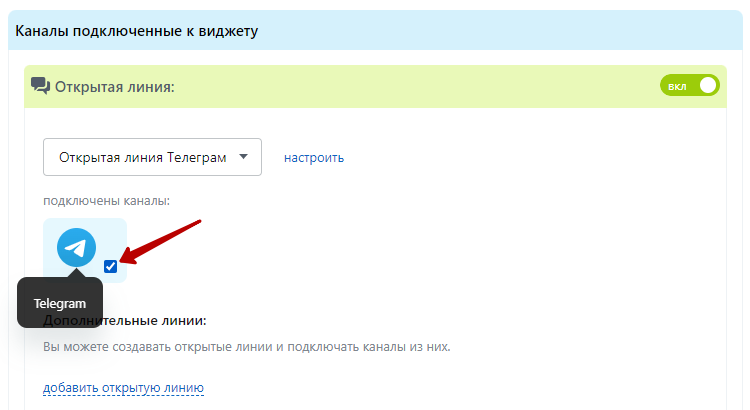 Каналы подключенные к виджету
Открытая линия:
вкл
Открытая линия Телеграм
настроить
подключены каналы:
Telegram
Дополнительные линии:
Вы можете создавать открытые линии и подключать каналы из них.
добавить открытую линию